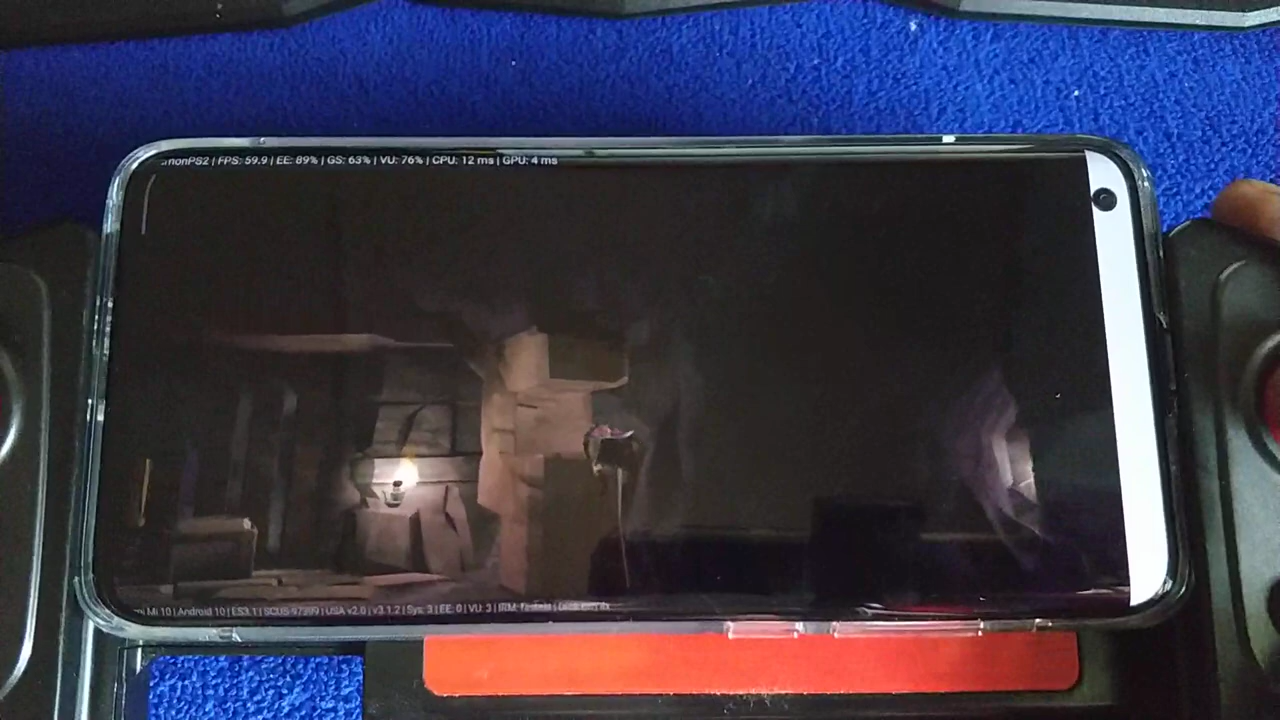 FPS: 59.9 | EE: 89% | GS: 63% | VU: 76% | CPU: 12 ms | GPU: 4 ms
Mi 10 | Android 10 | ES3.1 | SCUS-97399 | USA v2.0 | v3.1.2 | Sys: 3 | EE: 0 | VU: 3 |